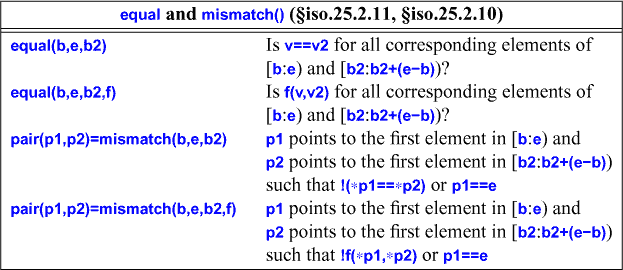 equal and mismatch() (§iso.25.2.11, §iso.25.2.10)
equal(b,e,b2) Is v==v2 for all corresponding elements of
[b:e) and [b2:b2+(e−b))?
equal(b,e,b2,f) Is f(v,v2) for all corresponding elements of
[b:e) and [b2:b2+(e−b))?
pair(p1,p2)=mismatch(b,e,b2) p1 points to the first element in [b:e) and
p2 points to the first element in [b2:b2+(e−b))
such that !(∗p1==∗p2) or p1==e
pair(p1,p2)=mismatch(b,e,b2,f) p1 points to the first element in [b:e) and
p2 points to the first element in [b2:b2+(e−b))
such that !f(∗p1,∗p2) or p1==e